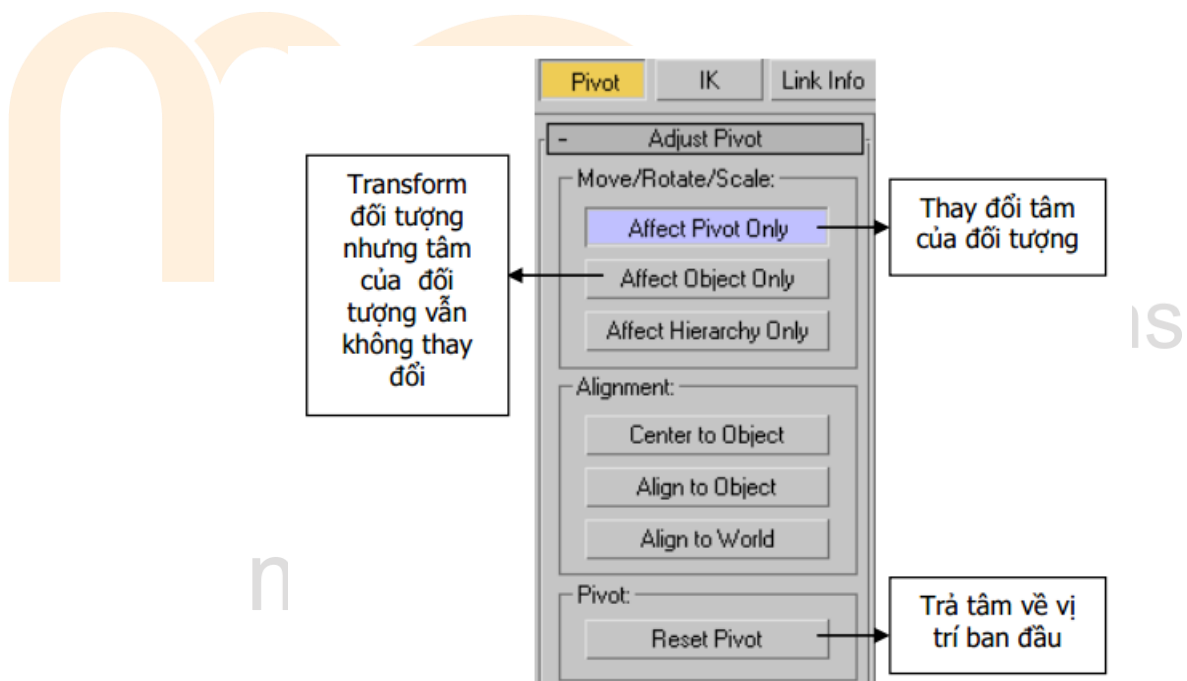 Pivot IK Link Info
- Adjust Pivot
Move/Rotate/Scale:
Affect Pivot Only
Affect Object Only
Affect Hierarchy Only
Alignment:
Center to Object
Align to Object
Align to World
Pivot:
Reset Pivot
Transform
đối tượng
nhưng tâm
của đối
tượng vẫn
không thay
đổi
Thay đổi tâm
của đối tượng
Trả tâm về vị
trí ban đầu